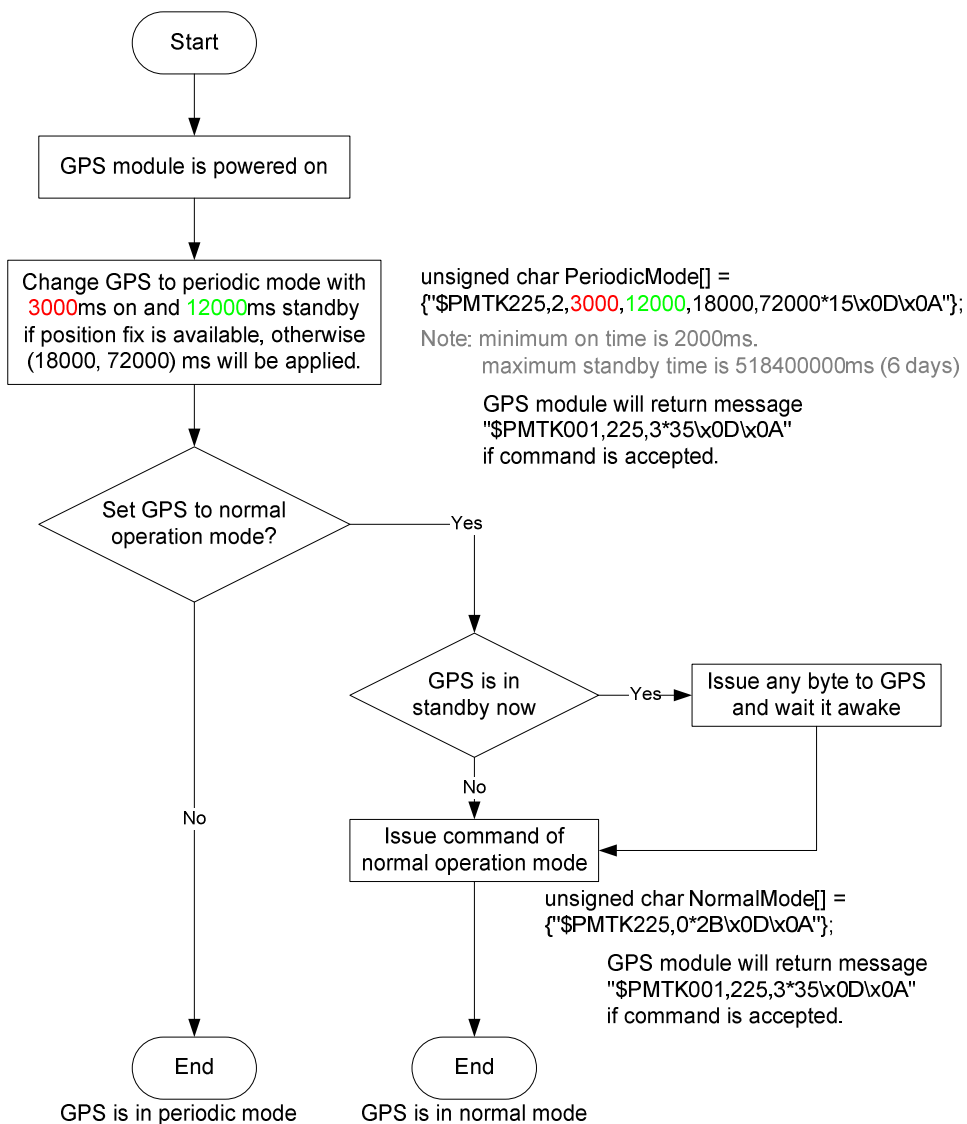 Start
GPS module is powered on
Change GPS to periodic mode with
3000ms on and 12000ms standby
if position fix is available, otherwise
(18000, 72000) ms will be applied.
unsigned char PeriodicMode[] =
{"$PMTK225,2,3000,12000,18000,72000*15\x0D\x0A"};
Note: minimum on time is 2000ms.
maximum standby time is 518400000ms (6 days)
GPS module will return message
"$PMTK001,225,3*35\x0D\x0A"
if command is accepted.
Set GPS to normal
operation mode?
Yes
GPS is in
standby now
Yes
Issue any byte to GPS
and wait it awake
No
No
Issue command of
normal operation mode
unsigned char NormalMode[] =
{"$PMTK225,0*2B\x0D\x0A"};
GPS module will return message
"$PMTK001,225,3*35\x0D\x0A"
if command is accepted.
End
GPS is in periodic mode
End
GPS is in normal mode